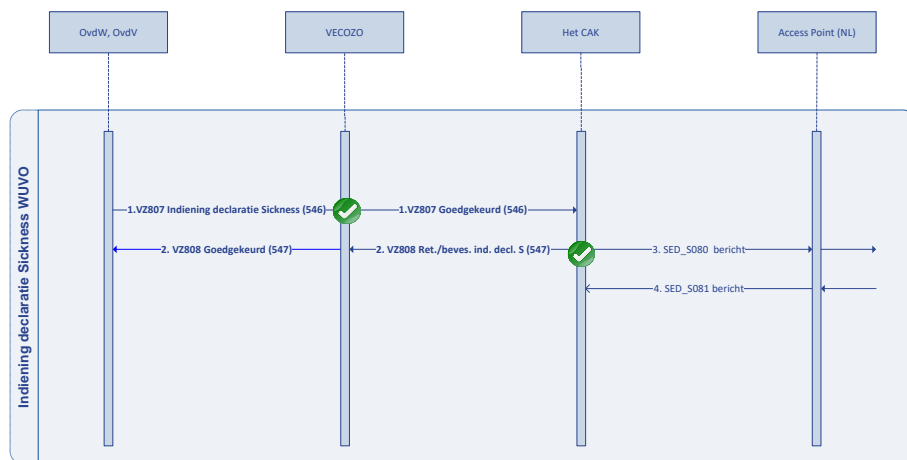 OvdW, OvdV
VECOZO
Het CAK
Access Point (NL)
Indiening declaratie Sickness WUVO
1.VZ807 Indiening declaratie Sickness (546)
1.VZ807 Goedgekeurd (546)
2. VZ808 Goedgekeurd (547)
2. VZ808 Ret./beves. ind. decl. S (547)
3. SED_S080 bericht
4. SED_S081 bericht